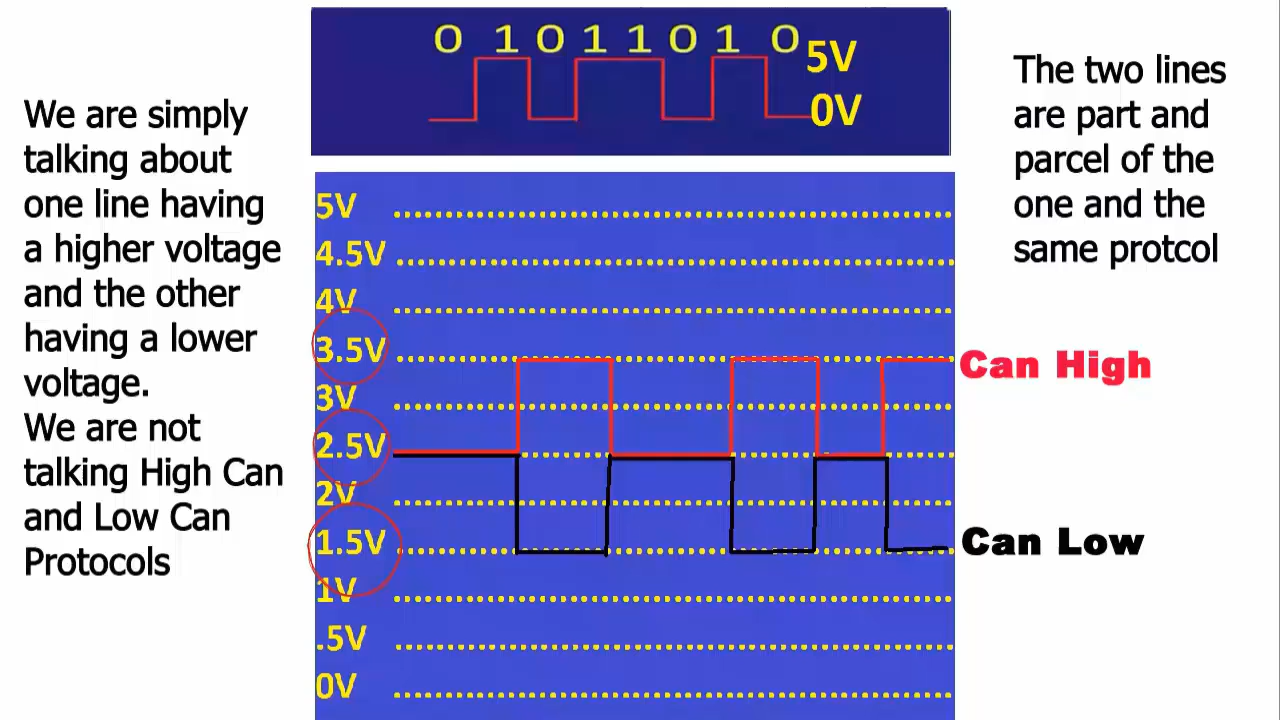 We are simply
talking about
one line having
a higher voltage
and the other
having a lower
voltage.
We are not
talking High Can
and Low Can
Protocols
0 1 0 1 1 0 1 0
5V
0V
5V
4.5V
4V
3.5V
3V
2.5V
2V
1.5V
1V
.5V
0V
Can High
Can Low
The two lines
are part and
parcel of the
one and the
same protcol